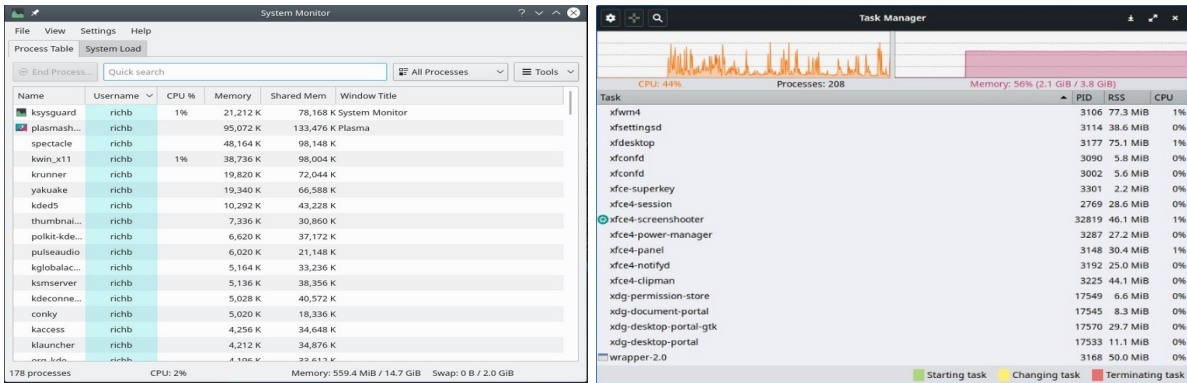 System Monitor
File View Settings Help
Process Table System Load
End Process... Quick search All Processes Tools
Name Username CPU % Memory Shared Mem Window Title
ksysguard richb 1% 21,212 K 78,168 K System Monitor
plasmash... richb 95,072 K 133,476 K Plasma
spectacle richb 48,164 K 98,148 K
kwin_x11 richb 1% 38,736 K 98,004 K
krunner richb 19,820 K 72,044 K
yakuake richb 19,340 K 66,588 K
kded5 richb 10,292 K 43,228 K
thumbnai... richb 7,336 K 30,860 K
polkit-kde... richb 6,620 K 37,172 K
pulseaudio richb 6,020 K 21,148 K
kglobalac... richb 5,164 K 33,236 K
ksmserver richb 5,136 K 38,356 K
kdeconne... richb 5,028 K 40,572 K
conky richb 5,020 K 18,336 K
kaccess richb 4,256 K 34,648 K
klauncher richb 4,212 K 34,876 K
178 processes CPU: 2% Memory: 559.4 MiB / 14.7 GiB Swap: 0 B / 2.0 GiB
Task Manager
CPU: 44% Processes: 208 Memory: 56% (2.1 GiB / 3.8 GiB)
Task PID RSS CPU
xfwm4 3106 77.3 MiB 1%
xfsettingsd 3114 38.6 MiB 0%
xfdesktop 3177 75.1 MiB 1%
xfconfd 3090 5.8 MiB 0%
xfconfd 3002 5.6 MiB 0%
xfce-superkey 3301 2.2 MiB 0%
xfce4-session 2769 28.6 MiB 0%
xfce4-screenshooter 32819 46.1 MiB 1%
xfce4-power-manager 3287 27.2 MiB 0%
xfce4-panel 3148 30.4 MiB 1%
xfce4-notifyd 3192 25.0 MiB 0%
xfce4-clipman 3225 44.1 MiB 0%
xdg-permission-store 17549 6.6 MiB 0%
xdg-document-portal 17545 8.3 MiB 0%
xdg-desktop-portal-gtk 17570 29.7 MiB 0%
xdg-desktop-portal 17533 11.1 MiB 0%
wrapper-2.0 3168 50.0 MiB 0%
Starting task Changing task Terminating task